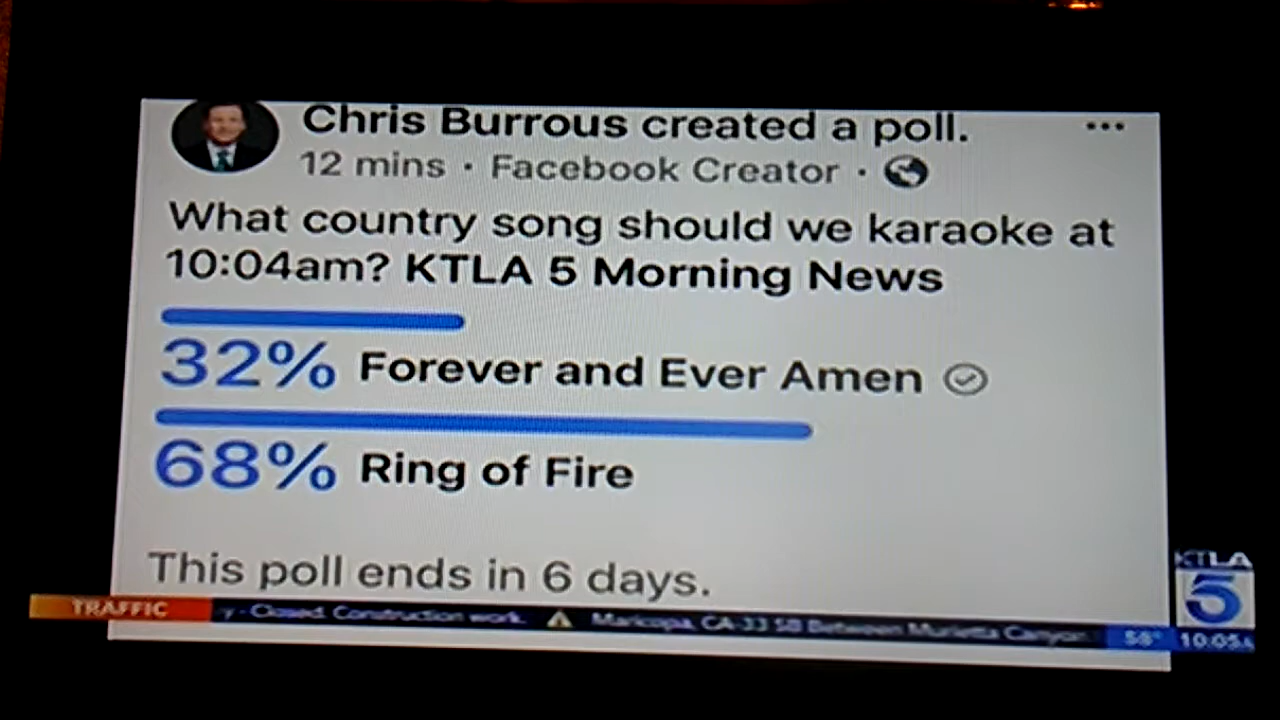 Chris Burrous created a poll.
12 mins · Facebook Creator ·
What country song should we karaoke at
10:04am? KTLA 5 Morning News
32% Forever and Ever Amen
68% Ring of Fire
This poll ends in 6 days.
TRAFFIC
y - Closed. Construction work. Maricopa, CA-33 SB Between Murietta Canyon
58°
KTLA
5
10:05